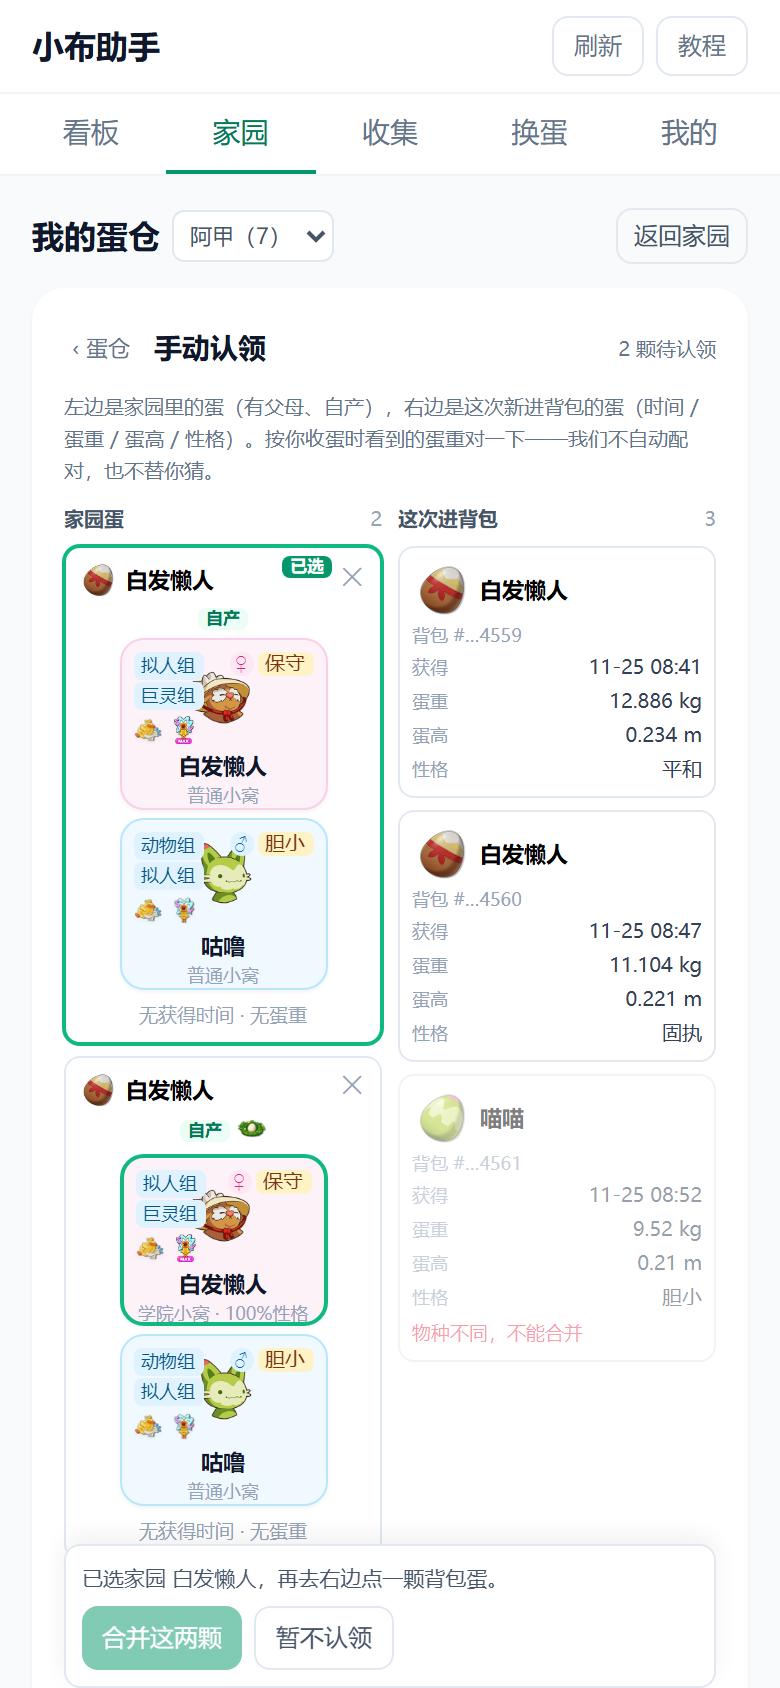 小布助手
刷新
教程
看板
家园
收集
换蛋
我的
我的蛋仓
阿甲（7）
返回家园
‹ 蛋仓
手动认领
2 颗待认领
左边是家园里的蛋（有父母、自产），右边是这次新进背包的蛋（时间 /
蛋重 / 蛋高 / 性格）。按你收蛋时看到的蛋重对一下——我们不自动配
对，也不替你猜。
家园蛋
2
白发懒人
已选
自产
拟人组
♀
保守
巨灵组
MAX
白发懒人
普通小窝
动物组
♂
胆小
拟人组
咕噜
普通小窝
无获得时间 · 无蛋重
白发懒人
自产
拟人组
♀
保守
巨灵组
MAX
白发懒人
学院小窝 · 100%性格
动物组
♂
胆小
拟人组
咕噜
普通小窝
无获得时间 · 无蛋重
这次进背包
3
白发懒人
背包 #…4559
获得 11-25 08:41
蛋重 12.886 kg
蛋高 0.234 m
性格 平和
白发懒人
背包 #…4560
获得 11-25 08:47
蛋重 11.104 kg
蛋高 0.221 m
性格 固执
喵喵
背包 #…4561
获得 11-25 08:52
蛋重 9.52 kg
蛋高 0.21 m
性格 胆小
物种不同，不能合并
已选家园 白发懒人，再去右边点一颗背包蛋。
合并这两颗
暂不认领